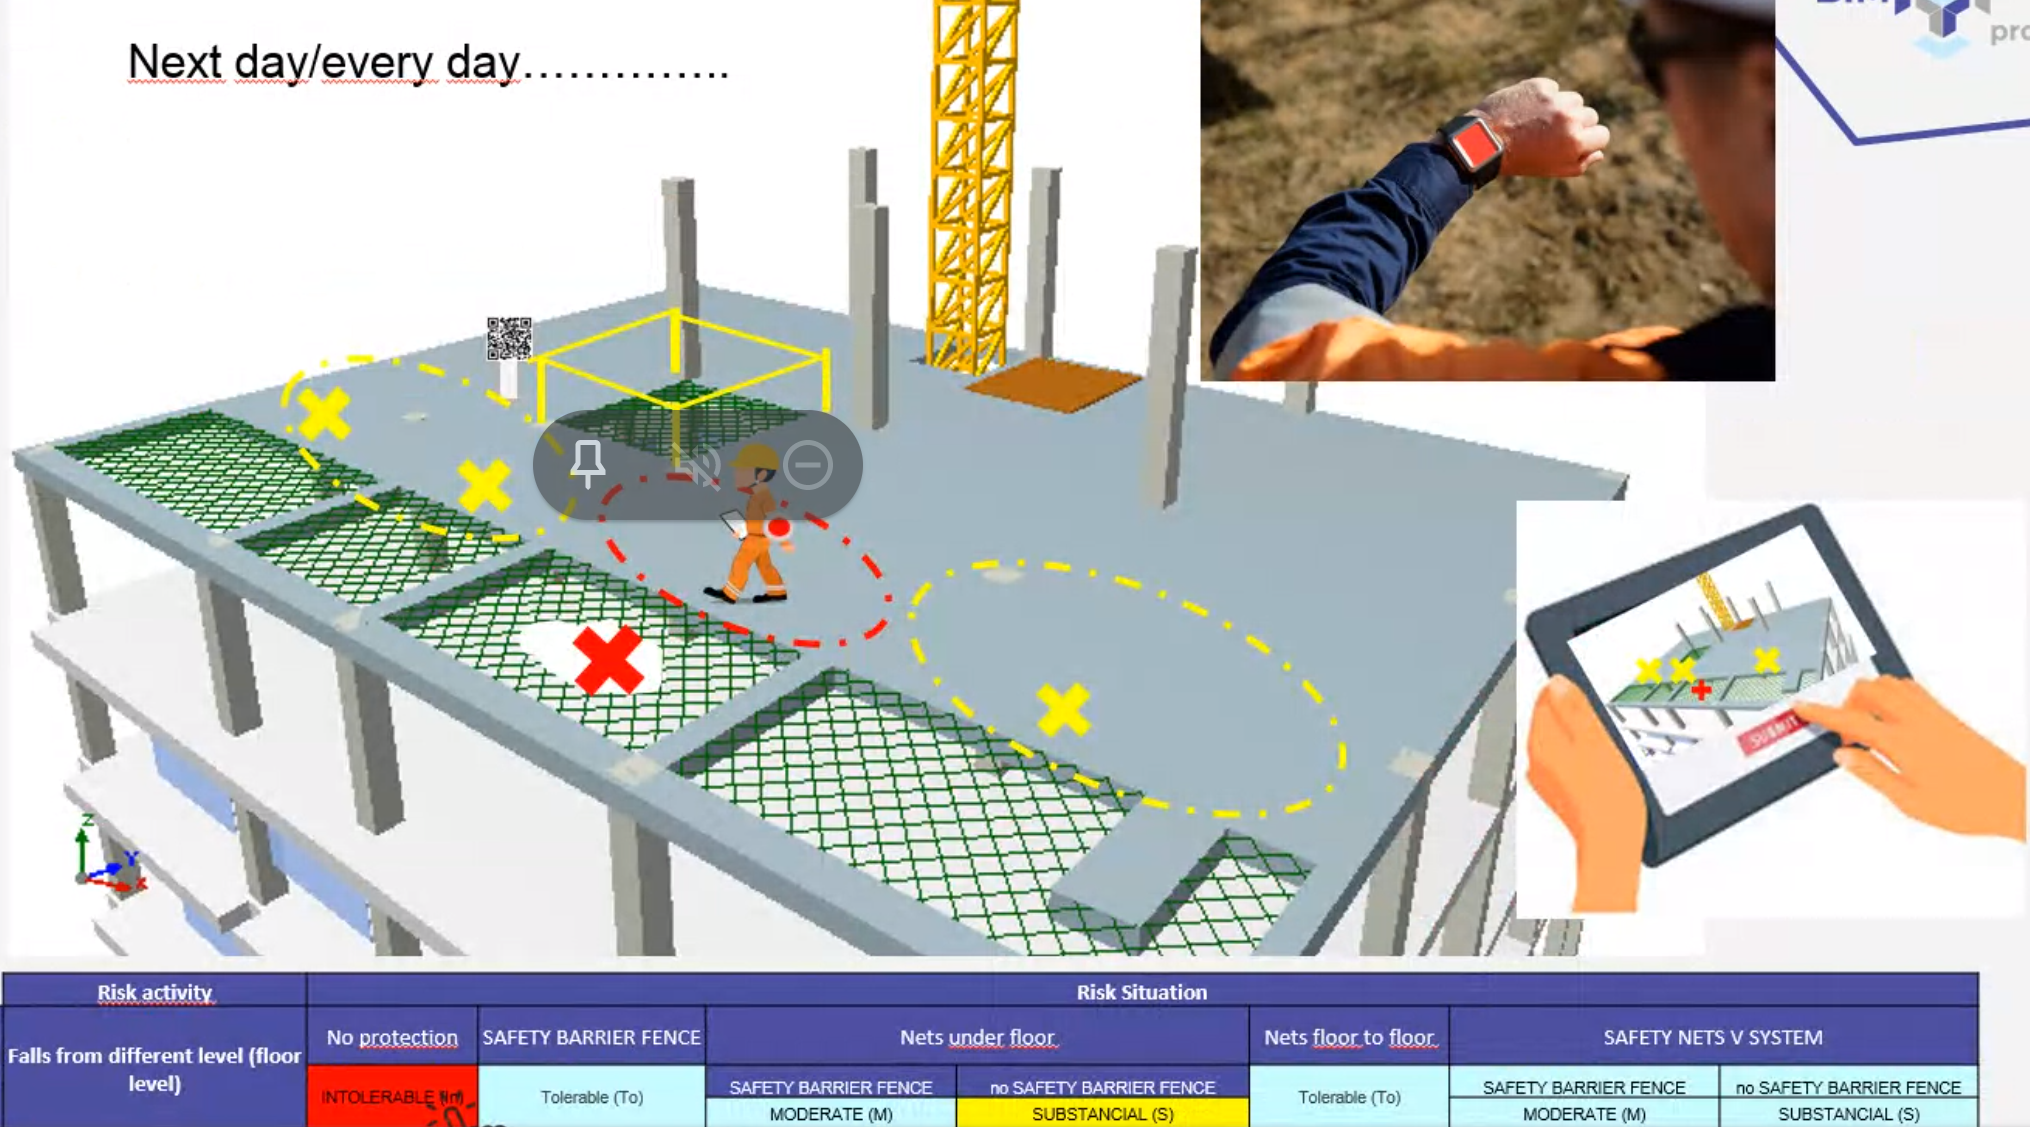 Next day/every day..............
Z
Y
X
SUBMIT
Risk activity
Risk Situation
Falls from different level (floor level)
No protection
SAFETY BARRIER FENCE
Nets under floor
Nets floor to floor
SAFETY NETS V SYSTEM
INTOLERABLE
Tolerable (To)
SAFETY BARRIER FENCE
no SAFETY BARRIER FENCE
Tolerable (To)
SAFETY BARRIER FENCE
no SAFETY BARRIER FENCE
MODERATE (M)
SUBSTANCIAL (S)
MODERATE (M)
SUBSTANCIAL (S)